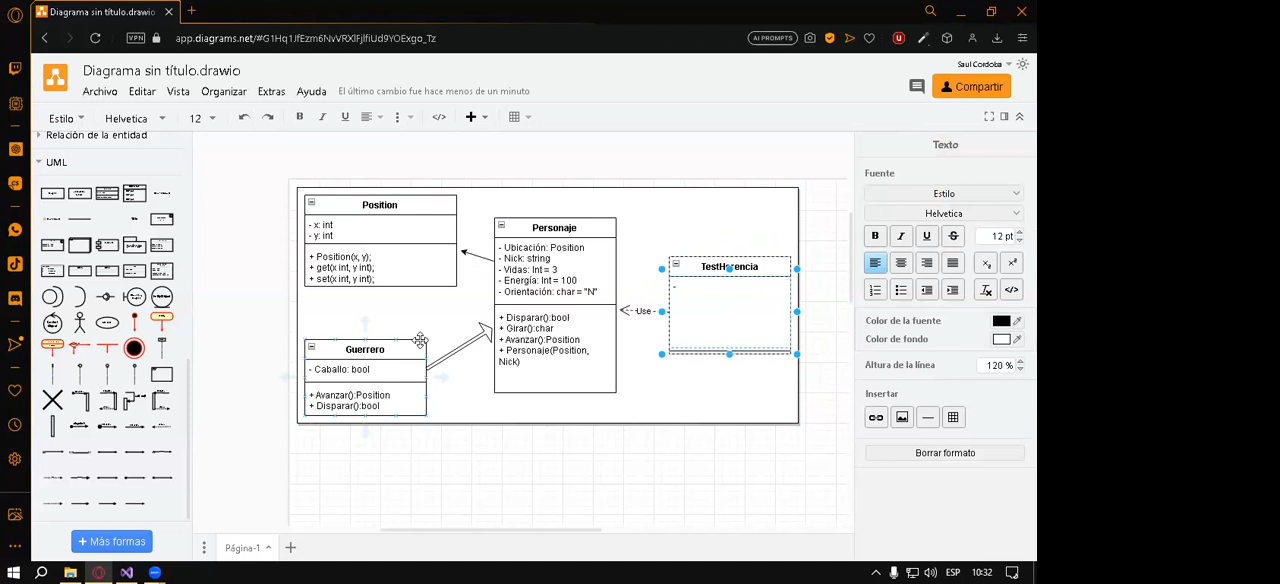 Diagrama sin título.drawio
VPN
app.diagrams.net/#G1Hq1JfEzm6NvVRXlFjlfiUd9YOExgo_Tz
AI PROMPTS
Diagrama sin título.drawio
Saul Cordoba
Archivo Editar Vista Organizar Extras Ayuda El último cambio fue hace menos de un minuto
Compartir
Estilo Helvetica 12
Relación de la entidad
UML
Más formas
Position
- x: int
- y: int
+ Position(x, y);
+ get(x int, y int);
+ set(x int, y int);
Personaje
- Ubicación: Position
- Nick: string
- Vidas: Int = 3
- Energía: Int = 100
- Orientación: char = "N"
+ Disparar():bool
+ Girar():char
+ Avanzar():Position
+ Personaje(Position,
Nick)
Use
TestHerencia
-
Guerrero
- Caballo: bool
+ Avanzar():Position
+ Disparar():bool
Texto
Fuente
Estilo
Helvetica
B I U S 12 pt
Color de la fuente
Color de fondo
Altura de la línea 120 %
Insertar
Borrar formato
Página-1
ESP 10:32